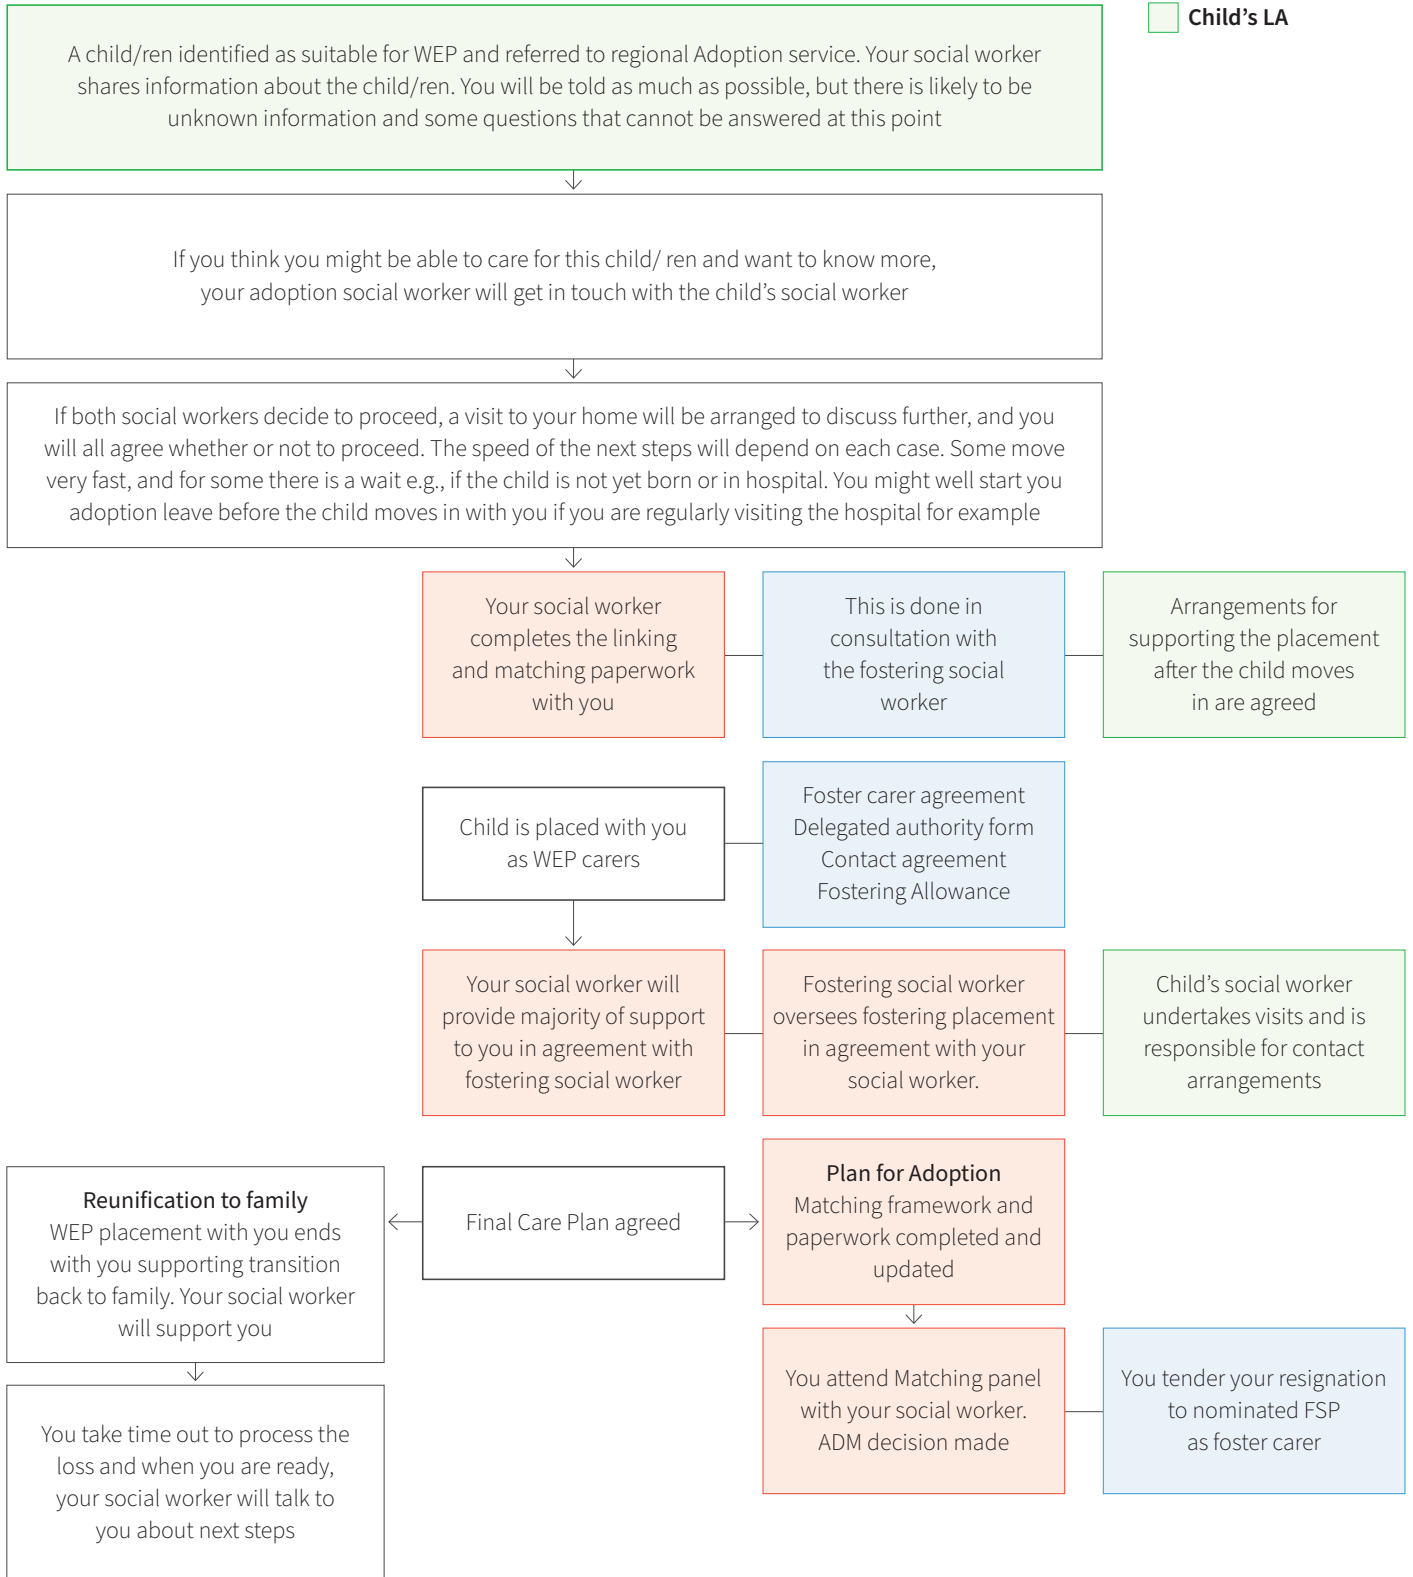 Child’s LA
A child/ren identified as suitable for WEP and referred to regional Adoption service. Your social worker
shares information about the child/ren. You will be told as much as possible, but there is likely to be
unknown information and some questions that cannot be answered at this point
If you think you might be able to care for this child/ ren and want to know more,
your adoption social worker will get in touch with the child’s social worker
If both social workers decide to proceed, a visit to your home will be arranged to discuss further, and you
will all agree whether or not to proceed. The speed of the next steps will depend on each case. Some move
very fast, and for some there is a wait e.g., if the child is not yet born or in hospital. You might well start you
adoption leave before the child moves in with you if you are regularly visiting the hospital for example
Your social worker
completes the linking
and matching paperwork
with you
This is done in
consultation with
the fostering social
worker
Arrangements for
supporting the placement
after the child moves
in are agreed
Child is placed with you
as WEP carers
Foster carer agreement
Delegated authority form
Contact agreement
Fostering Allowance
Your social worker will
provide majority of support
to you in agreement with
fostering social worker
Fostering social worker
oversees fostering placement
in agreement with your
social worker.
Child’s social worker
undertakes visits and is
responsible for contact
arrangements
Reunification to family
WEP placement with you ends
with you supporting transition
back to family. Your social worker
will support you
Final Care Plan agreed
Plan for Adoption
Matching framework and
paperwork completed and
updated
You take time out to process the
loss and when you are ready,
your social worker will talk to
you about next steps
You attend Matching panel
with your social worker.
ADM decision made
You tender your resignation
to nominated FSP
as foster carer